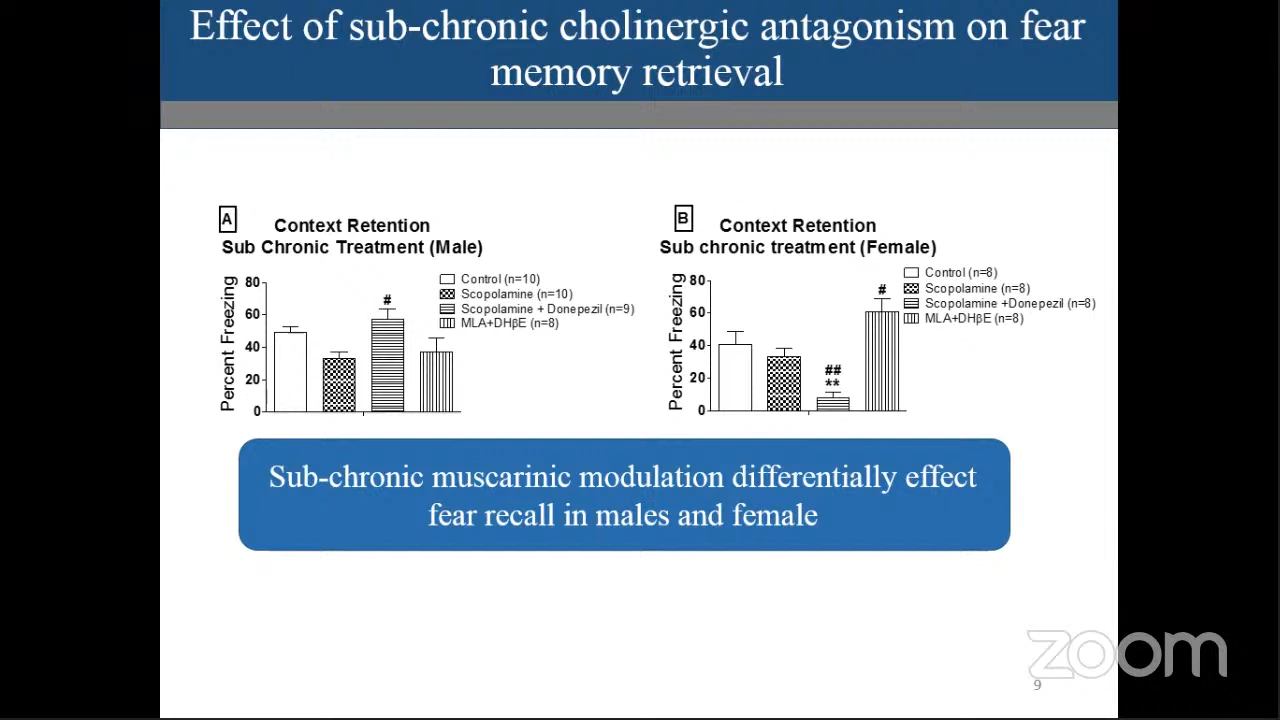 Effect of sub-chronic cholinergic antagonism on fear
memory retrieval
A
Context Retention
Sub Chronic Treatment (Male)
Percent Freezing
80
60
40
20
0
#
Control (n=10)
Scopolamine (n=10)
Scopolamine + Donepezil (n=9)
MLA+DHβE (n=8)
B
Context Retention
Sub chronic treatment (Female)
Percent Freezing
80
60
40
20
0
##
**
#
Control (n=8)
Scopolamine (n=8)
Scopolamine +Donepezil (n=8)
MLA+DHβE (n=8)
Sub-chronic muscarinic modulation differentially effect
fear recall in males and female
zoom
9